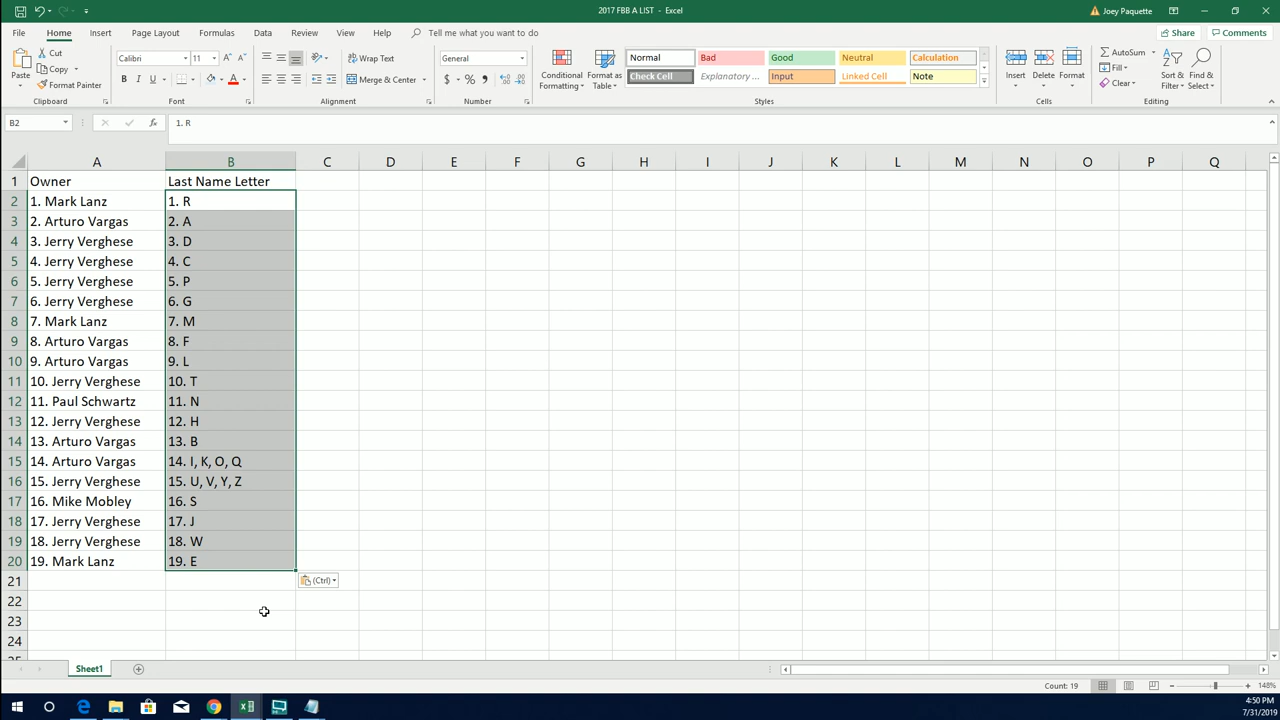 2017 FBB A LIST - Excel
Joey Paquette
File Home Insert Page Layout Formulas Data Review View Help Tell me what you want to do
Share Comments
Paste
Cut
Copy
Format Painter
Clipboard
Calibri 11
B I U
Font
Wrap Text
Merge & Center
Alignment
General
$ % ,
Number
Conditional Formatting
Format as Table
Normal Bad Good Neutral Calculation
Check Cell Explanatory ... Input Linked Cell Note
Styles
Insert Delete Format
Cells
AutoSum
Fill
Clear
Sort & Filter
Find & Select
Editing
B2 fx 1. R
A B C D E F G H I J K L M N O P Q
1 Owner Last Name Letter
2 1. Mark Lanz 1. R
3 2. Arturo Vargas 2. A
4 3. Jerry Verghese 3. D
5 4. Jerry Verghese 4. C
6 5. Jerry Verghese 5. P
7 6. Jerry Verghese 6. G
8 7. Mark Lanz 7. M
9 8. Arturo Vargas 8. F
10 9. Arturo Vargas 9. L
11 10. Jerry Verghese 10. T
12 11. Paul Schwartz 11. N
13 12. Jerry Verghese 12. H
14 13. Arturo Vargas 13. B
15 14. Arturo Vargas 14. I, K, O, Q
16 15. Jerry Verghese 15. U, V, Y, Z
17 16. Mike Mobley 16. S
18 17. Jerry Verghese 17. J
19 18. Jerry Verghese 18. W
20 19. Mark Lanz 19. E
21 (Ctrl)
22
23
24
Sheet1
Count: 19 148%
4:50 PM
7/31/2019